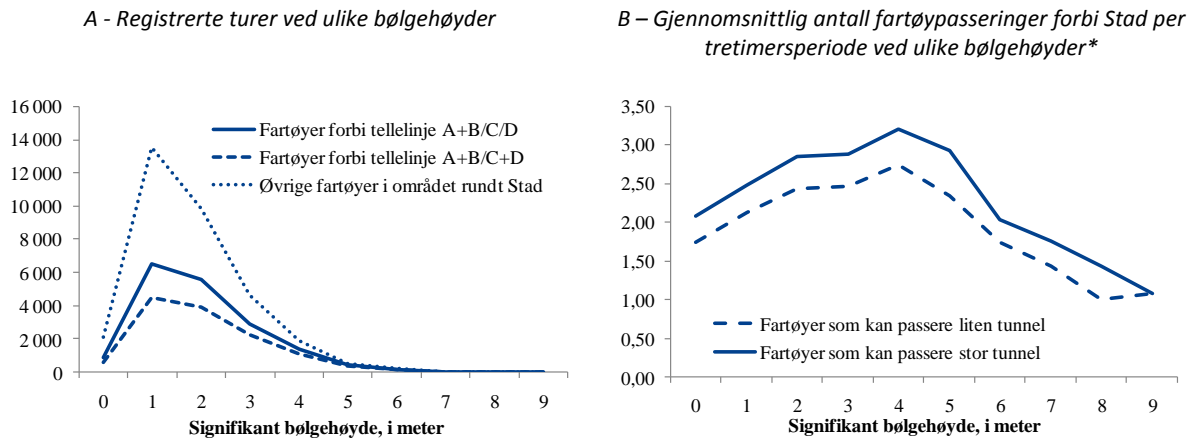 A - Registrerte turer ved ulike bølgehøyder
16 000
14 000
12 000
10 000
8 000
6 000
4 000
2 000
0
Fartøyer forbi tellelinje A+B/C/D
Fartøyer forbi tellelinje A+B/C+D
Øvrige fartøyer i området rundt Stad
0 1 2 3 4 5 6 7 8 9
Signifikant bølgehøyde, i meter
B – Gjennomsnittlig antall fartøypasseringer forbi Stad per
tretimersperiode ved ulike bølgehøyder*
3,50
3,00
2,50
2,00
1,50
1,00
0,50
0,00
Fartøyer som kan passere liten tunnel
Fartøyer som kan passere stor tunnel
0 1 2 3 4 5 6 7 8 9
Signifikant bølgehøyde, i meter